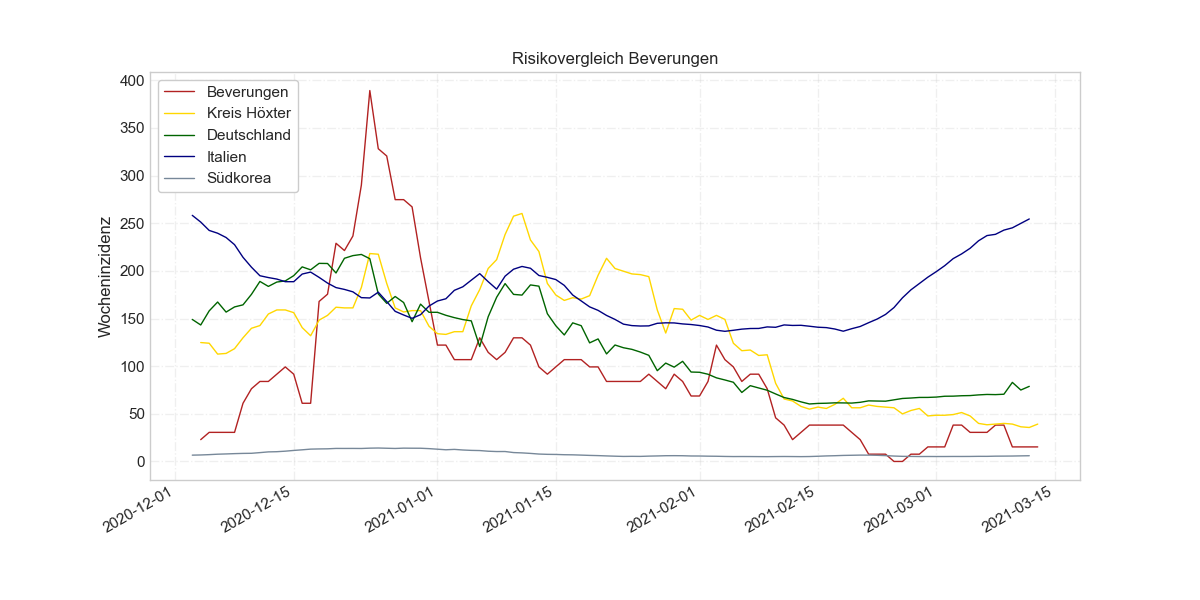 Risikovergleich Beverungen
Wocheninzidenz
400
350
300
250
200
150
100
50
0
Beverungen
Kreis Höxter
Deutschland
Italien
Südkorea
2020-12-01
2020-12-15
2021-01-01
2021-01-15
2021-02-01
2021-02-15
2021-03-01
2021-03-15